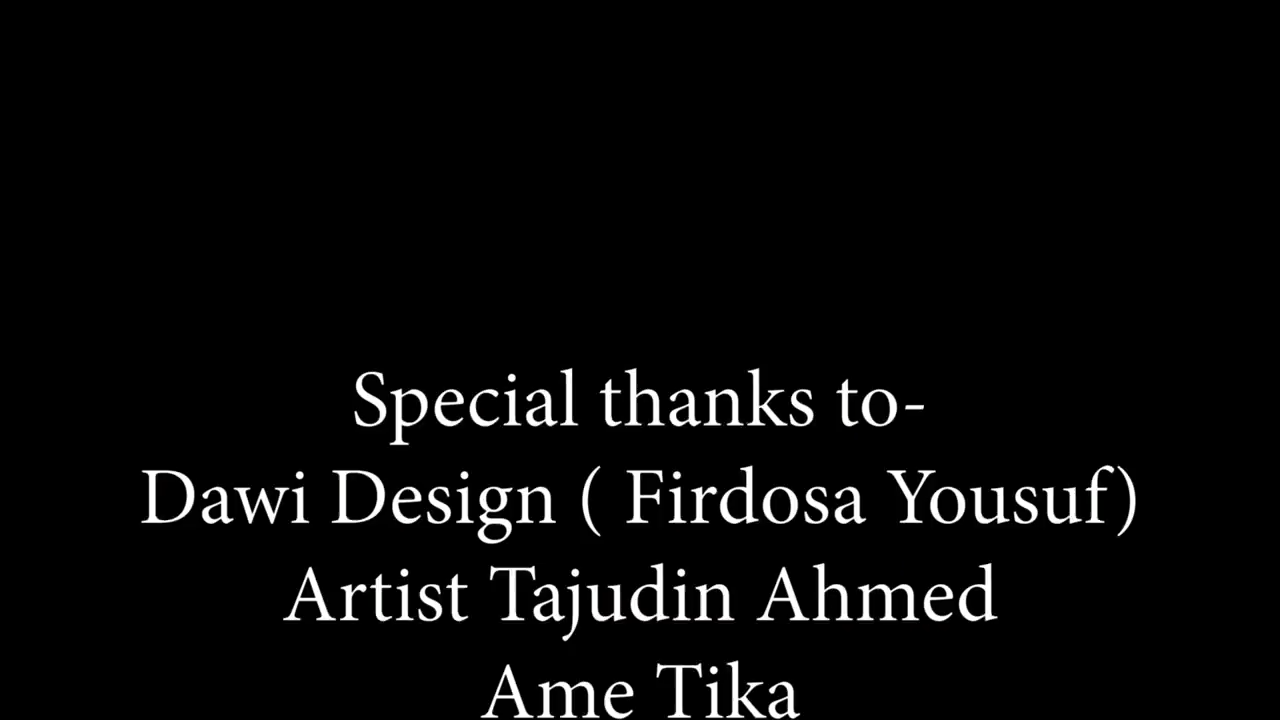 Special thanks to-
Dawi Design ( Firdosa Yousuf)
Artist Tajudin Ahmed
Ame Tika